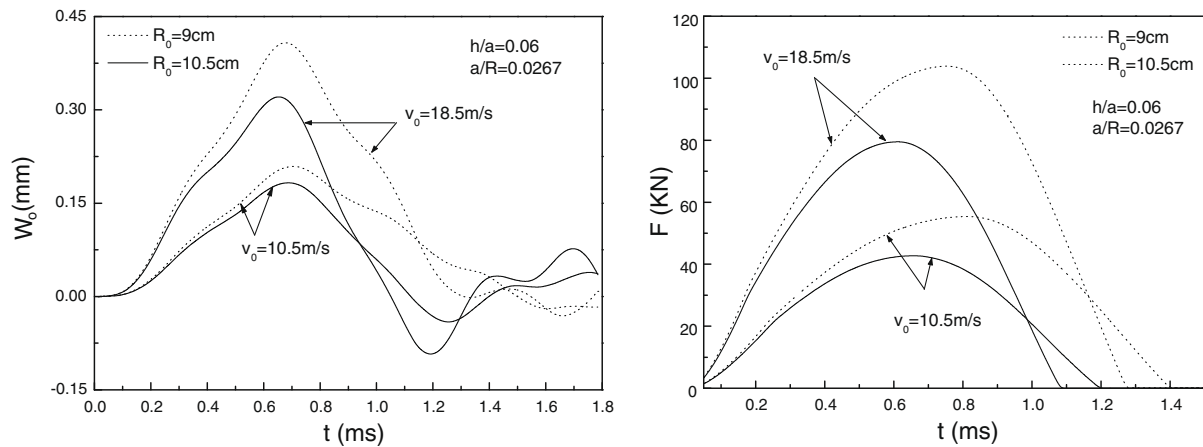 R₀=9cm
R₀=10.5cm
h/a=0.06
a/R=0.0267
v₀=18.5m/s
v₀=10.5m/s
W₀(mm)
0.45
0.30
0.15
0.00
-0.15
0.0 0.2 0.4 0.6 0.8 1.0 1.2 1.4 1.6 1.8
t (ms)
R₀=9cm
R₀=10.5cm
v₀=18.5m/s
h/a=0.06
a/R=0.0267
v₀=10.5m/s
F (KN)
120
100
80
60
40
20
0
0.2 0.4 0.6 0.8 1.0 1.2 1.4
t (ms)